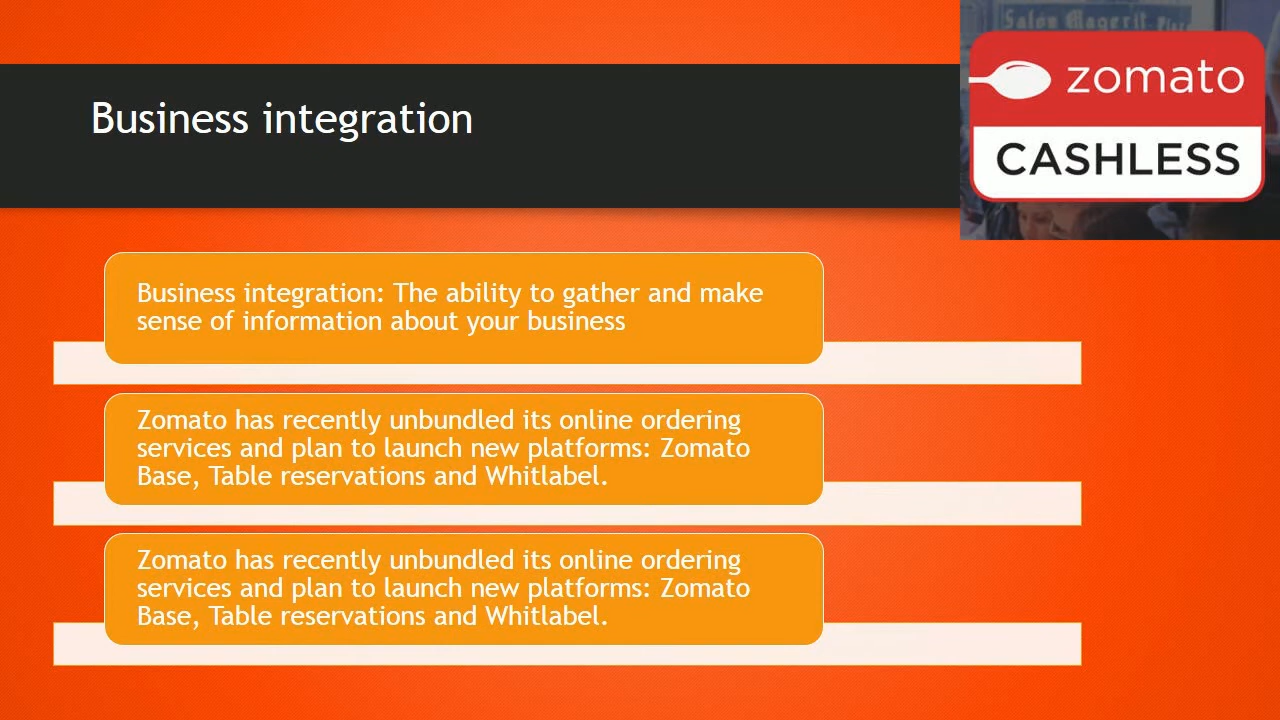 Salon Magerit
Business integration
zomato
CASHLESS
Business integration: The ability to gather and make
sense of information about your business
Zomato has recently unbundled its online ordering
services and plan to launch new platforms: Zomato
Base, Table reservations and Whitlabel.
Zomato has recently unbundled its online ordering
services and plan to launch new platforms: Zomato
Base, Table reservations and Whitlabel.